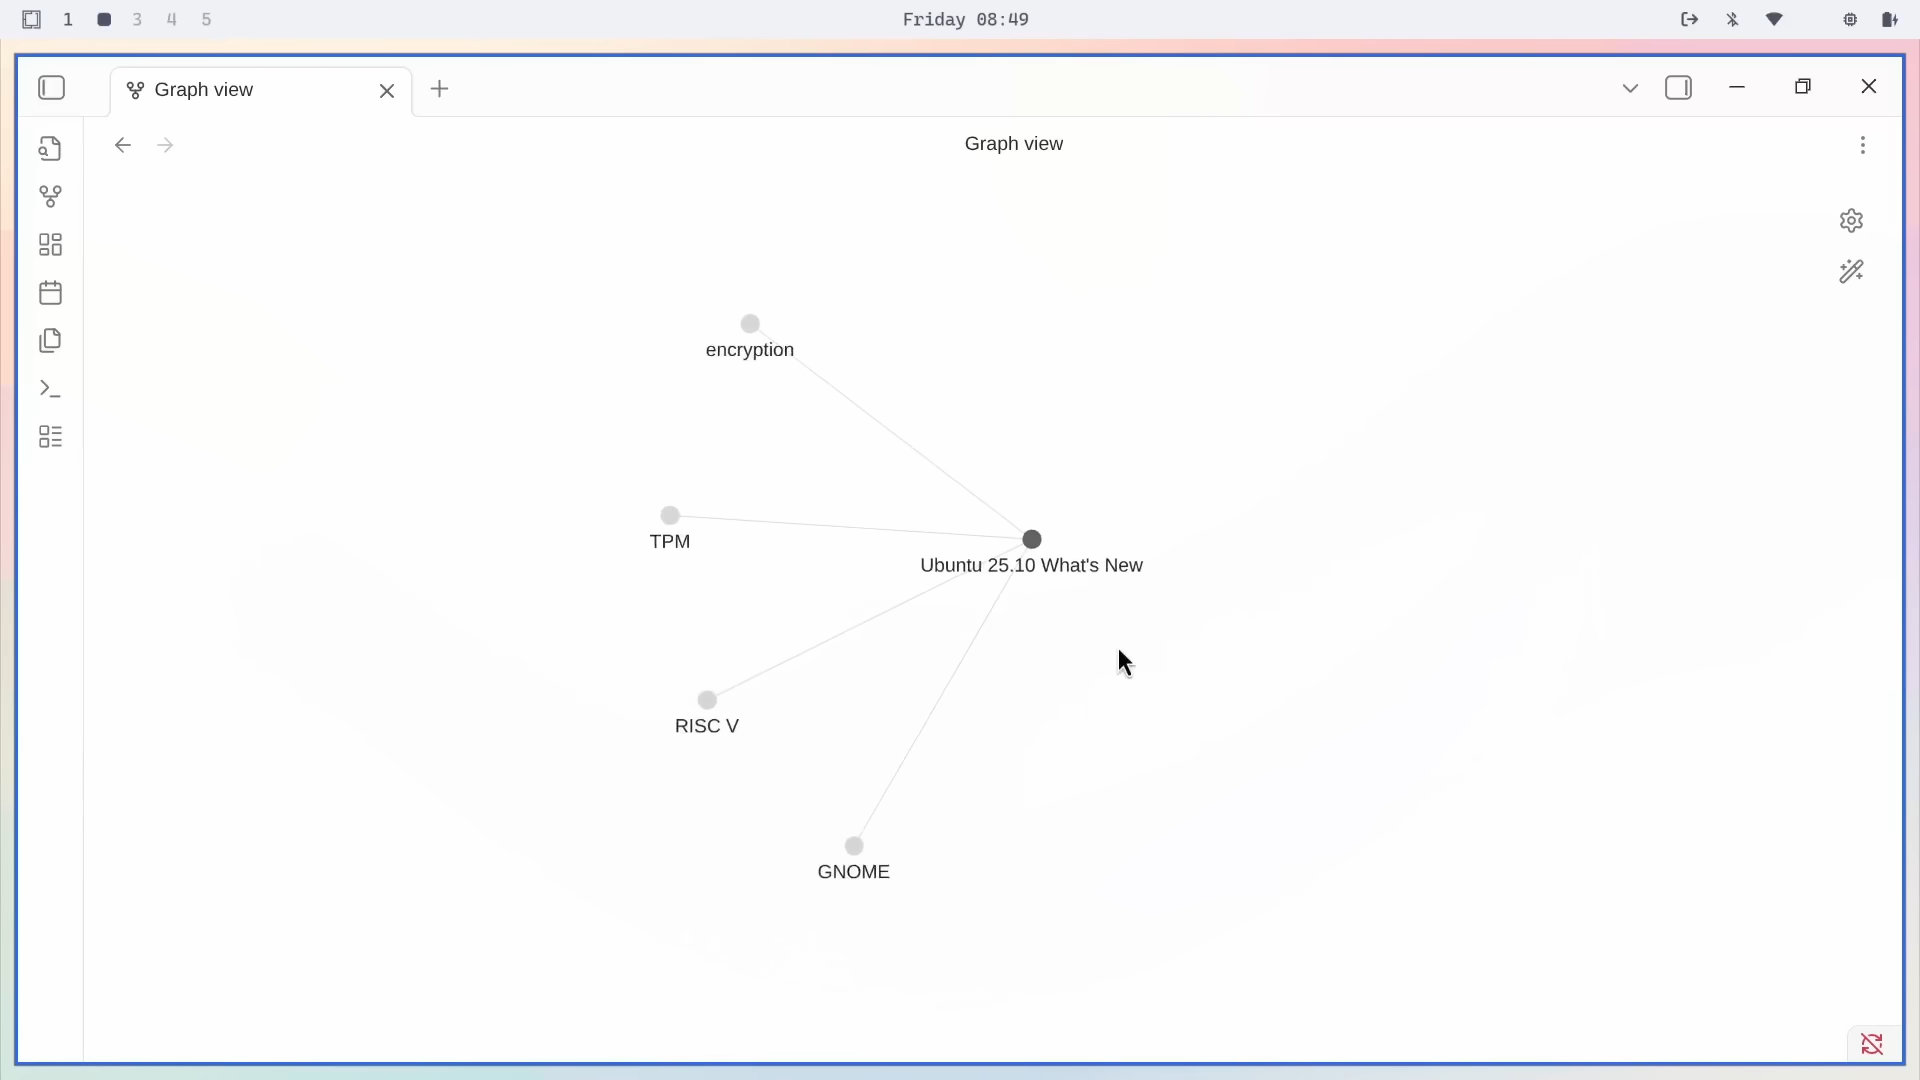 1 3 4 5 Friday 08:49
Graph view
Graph view
encryption
TPM
Ubuntu 25.10 What's New
RISC V
GNOME